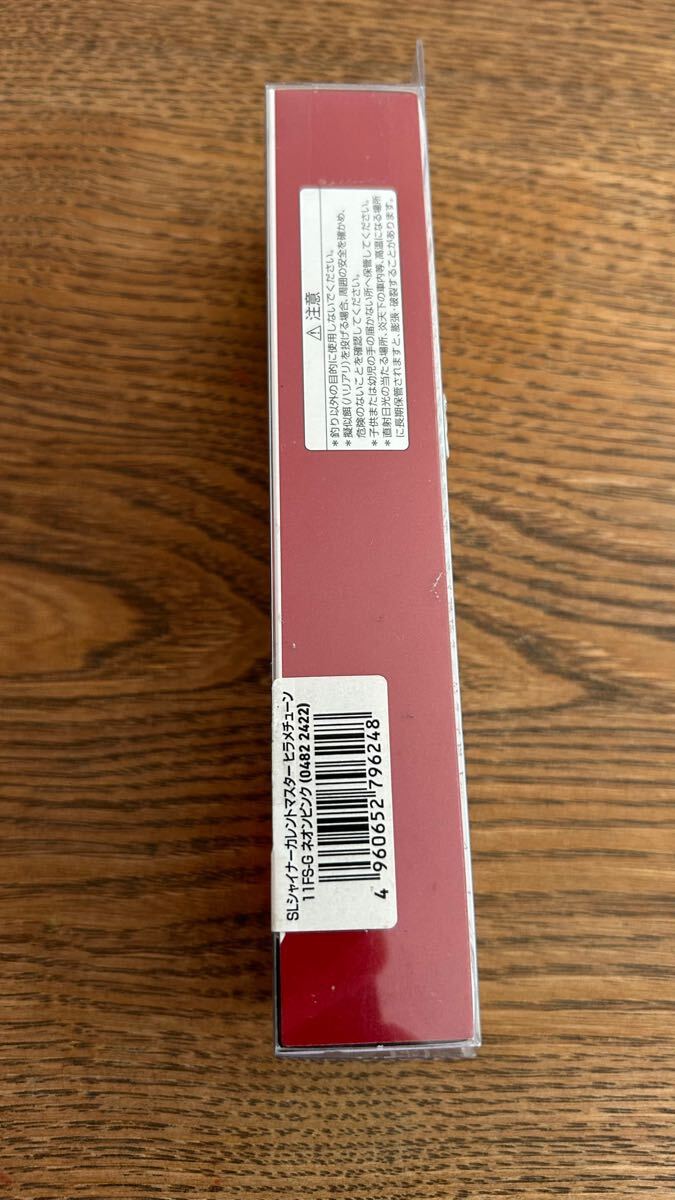 ⚠ 注意
＊釣り以外の目的に使用しないでください。
＊擬似餌(ハリアリ)を投げる場合、周囲の安全を確かめ、
危険のないことを確認してください。
＊子供または幼児の手の届かない所へ保管してください。
＊直射日光の当たる場所、炎天下の車内等、高温になる場所
に長期保管されますと、膨張・破裂することがあります。
SLシャイナーカレントマスター ヒラメチューン
11FS-G ネオンピンク (0482 2422)
4 960652 796248